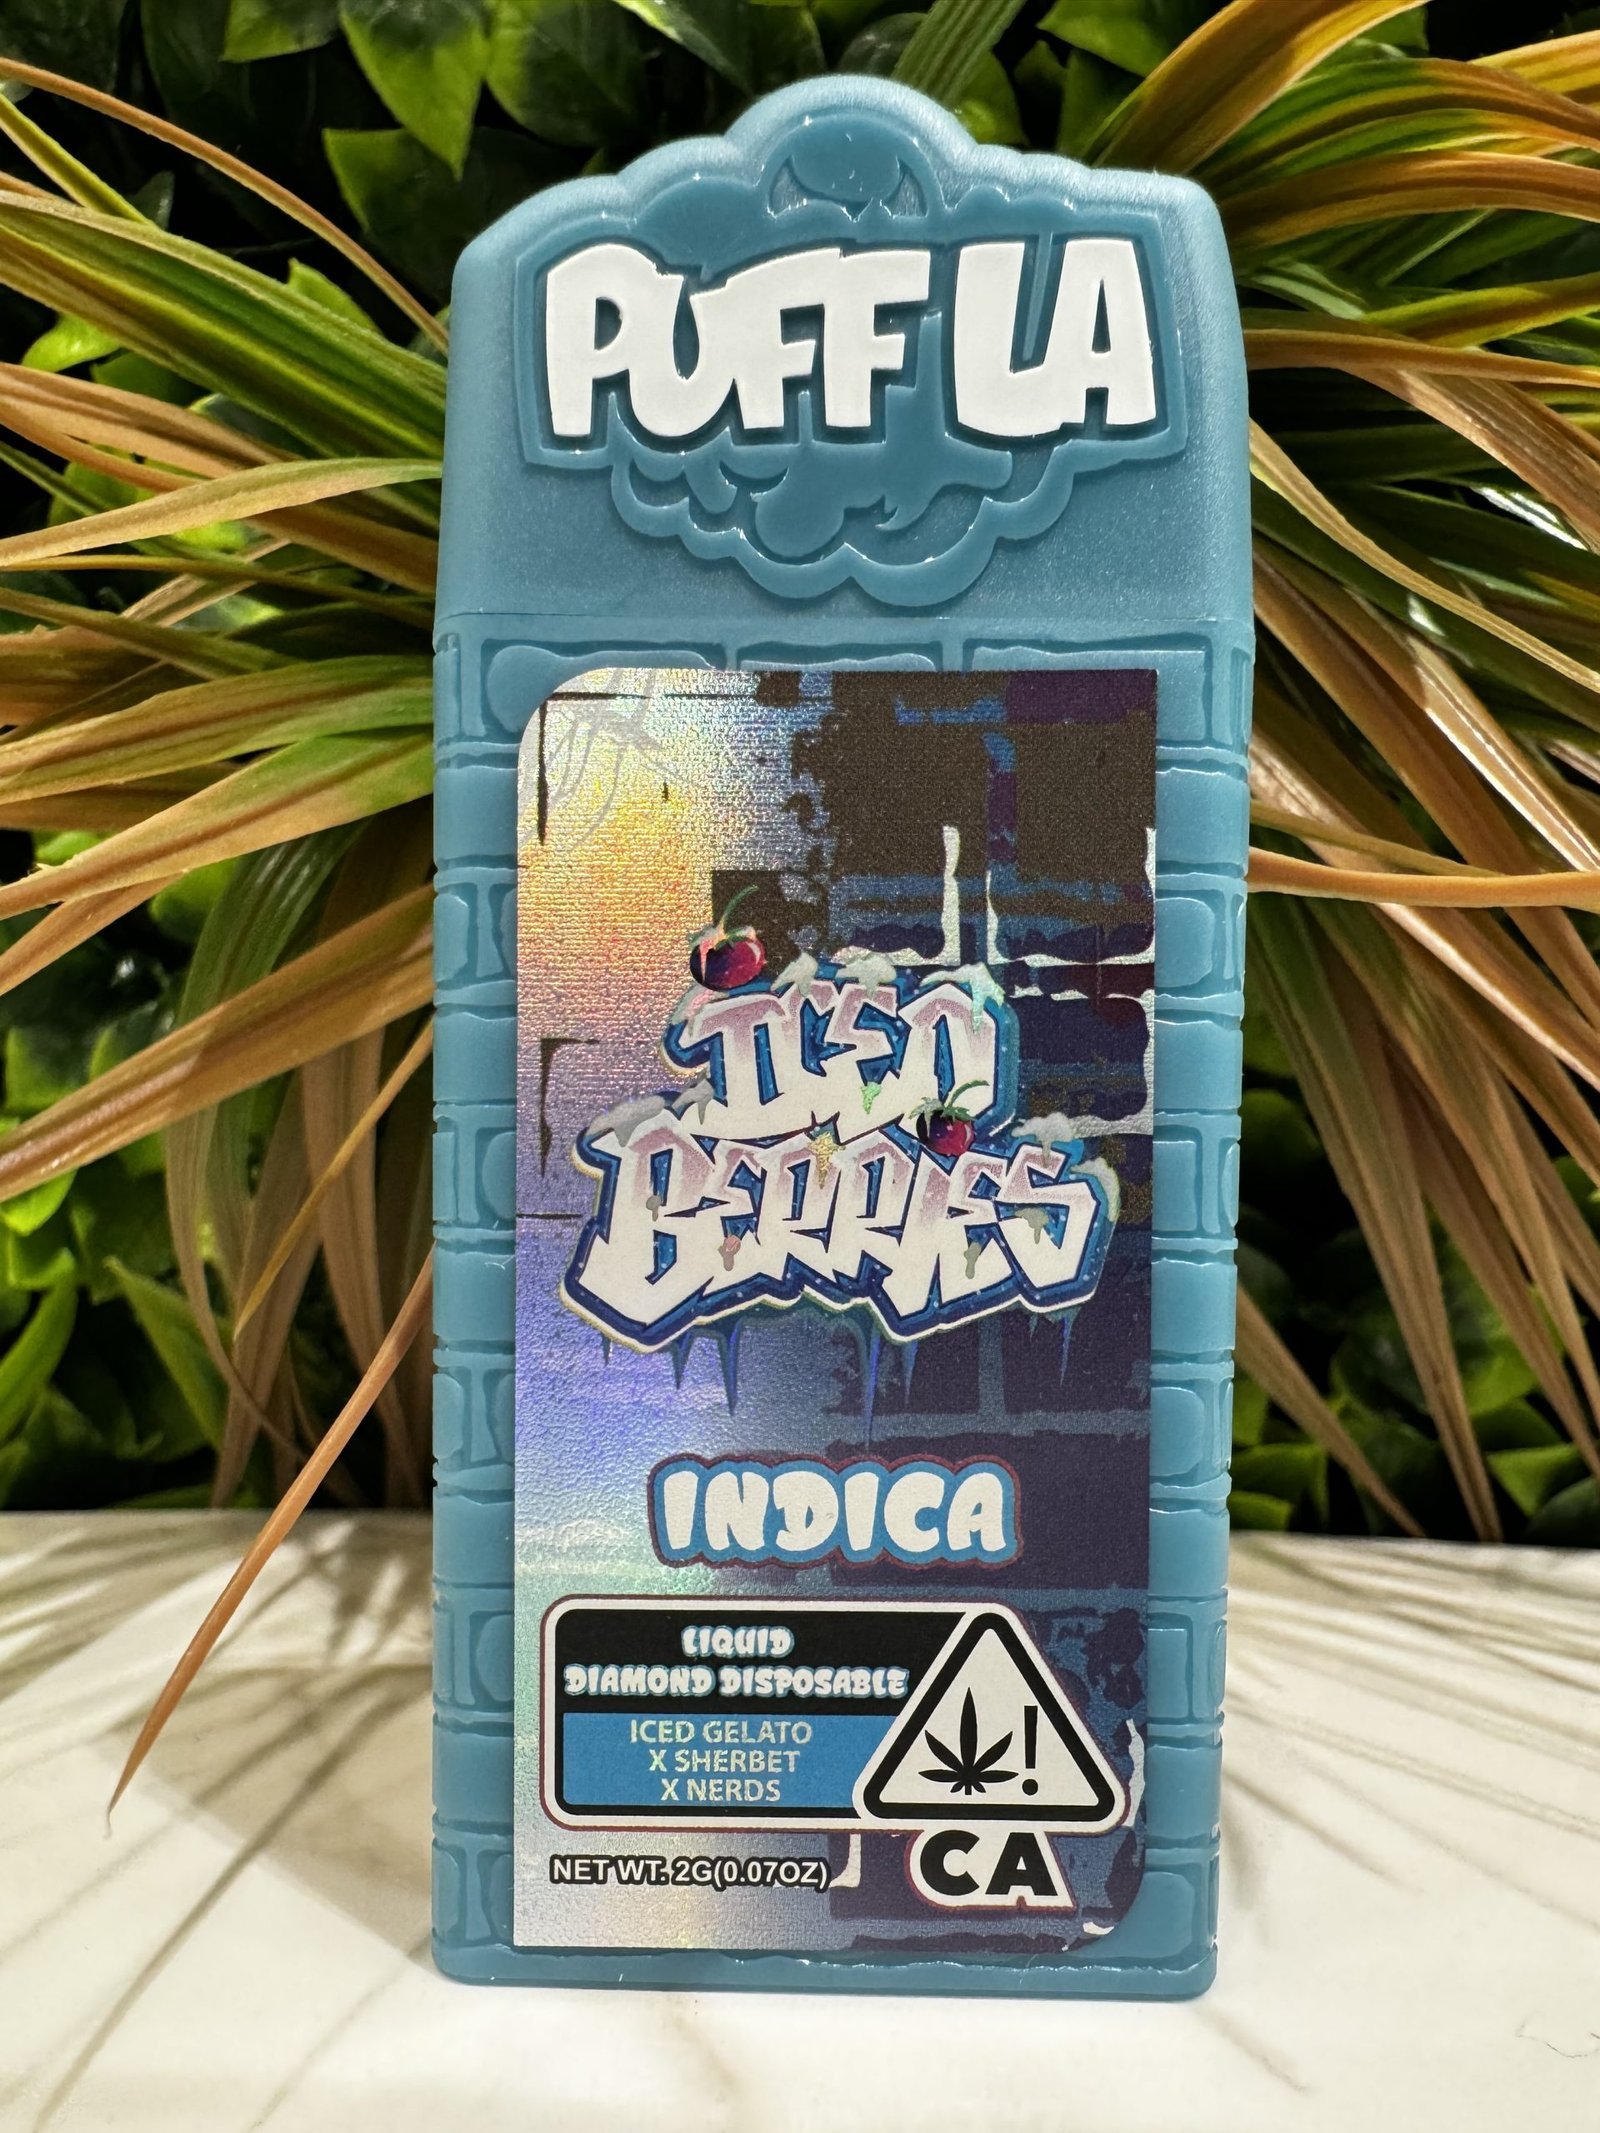 PUFF LA
ICED
BERRIES
INDICA
LIQUID
DIAMOND DISPOSABLE
ICED GELATO
X SHERBET
X NERDS
!
CA
NET WT. 2G(0.07OZ)